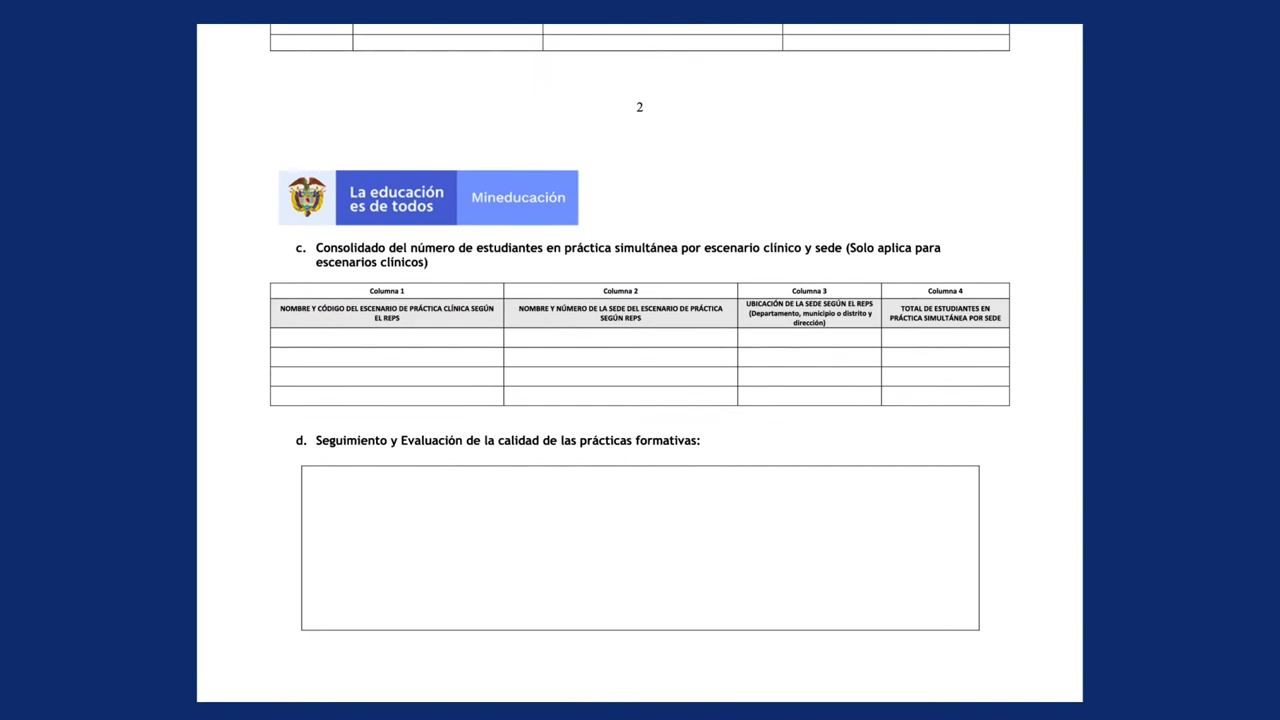 2
La educación
es de todos
Mineducación
c. Consolidado del número de estudiantes en práctica simultánea por escenario clínico y sede (Solo aplica para
escenarios clínicos)
Columna 1 Columna 2 Columna 3 Columna 4
NOMBRE Y CÓDIGO DEL ESCENARIO DE PRÁCTICA CLÍNICA SEGÚN
EL REPS
NOMBRE Y NÚMERO DE LA SEDE DEL ESCENARIO DE PRÁCTICA
SEGÚN REPS
UBICACIÓN DE LA SEDE SEGÚN EL REPS
(Departamento, municipio o distrito y
dirección)
TOTAL DE ESTUDIANTES EN
PRÁCTICA SIMULTÁNEA POR SEDE
d. Seguimiento y Evaluación de la calidad de las prácticas formativas: